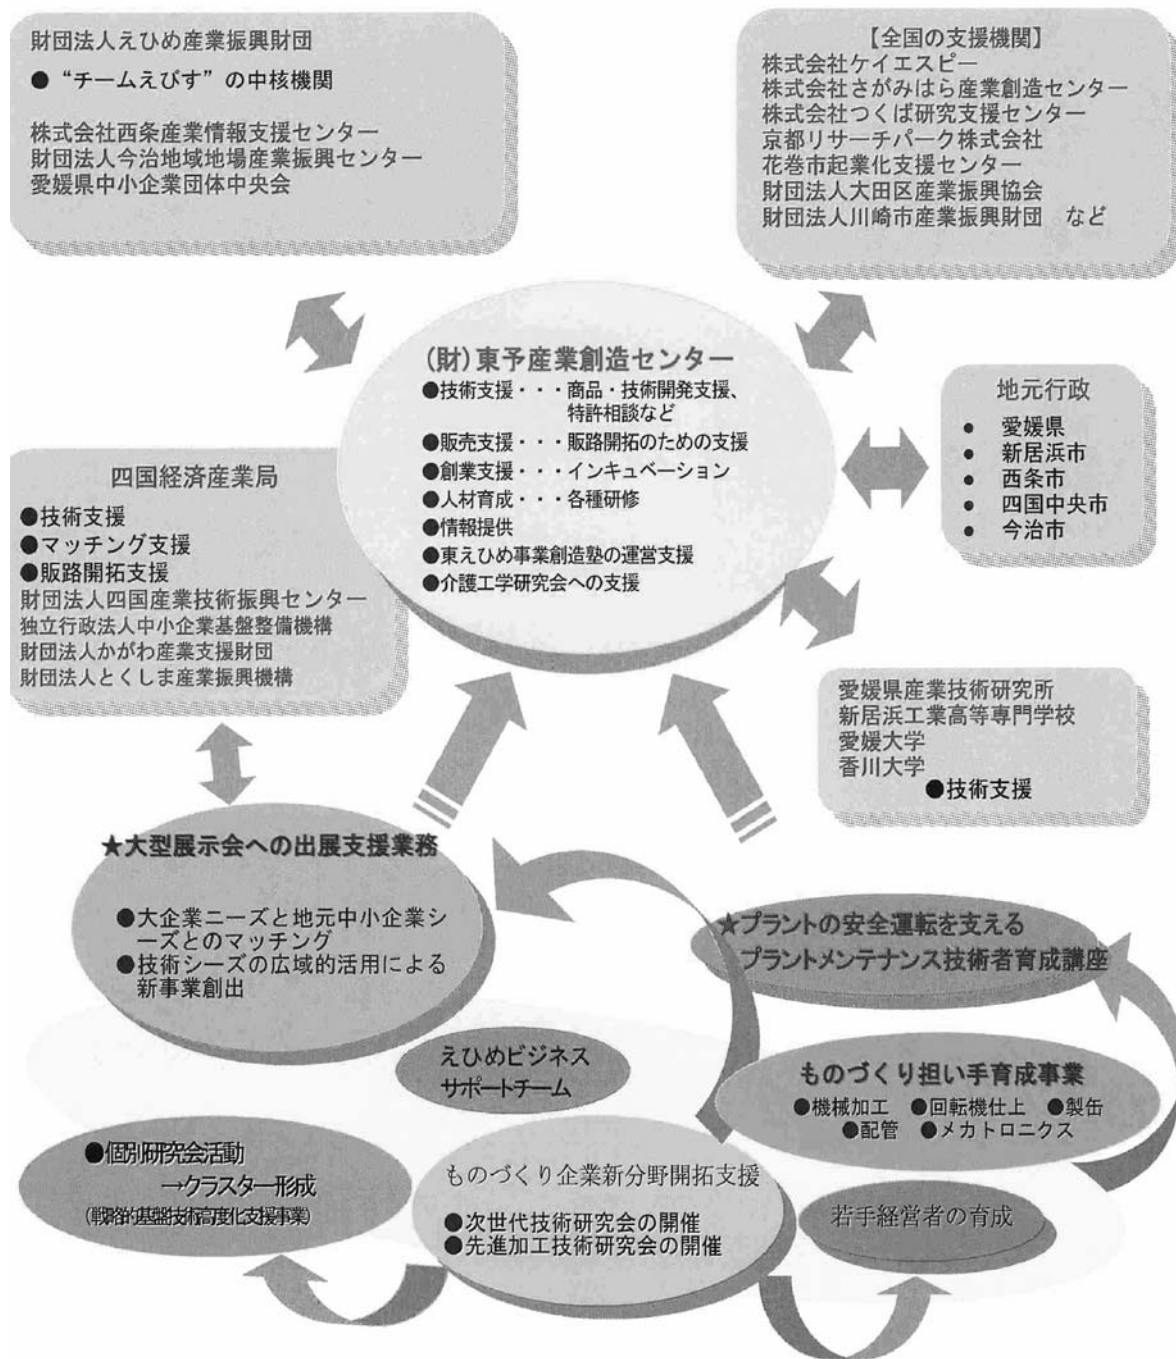 財団法人えひめ産業振興財団
●“チームえびす”の中核機関
株式会社西条産業情報支援センター
財団法人今治地域地場産業振興センター
愛媛県中小企業団体中央会
【全国の支援機関】
株式会社ケイエスピー
株式会社さがみはら産業創造センター
株式会社つくば研究支援センター
京都リサーチパーク株式会社
花巻市起業化支援センター
財団法人大田区産業振興協会
財団法人川崎市産業振興財団 など
(財)東予産業創造センター
●技術支援・・・商品・技術開発支援、
特許相談など
●販売支援・・・販路開拓のための支援
●創業支援・・・インキュベーション
●人材育成・・・各種研修
●情報提供
●東えひめ事業創造塾の運営支援
●介護工学研究会への支援
地元行政
● 愛媛県
● 新居浜市
● 西条市
● 四国中央市
● 今治市
四国経済産業局
●技術支援
●マッチング支援
●販路開拓支援
財団法人四国産業技術振興センター
独立行政法人中小企業基盤整備機構
財団法人かがわ産業支援財団
財団法人とくしま産業振興機構
愛媛県産業技術研究所
新居浜工業高等専門学校
愛媛大学
香川大学
●技術支援
★大型展示会への出展支援業務
●大企業ニーズと地元中小企業シ
ーズとのマッチング
●技術シーズの広域的活用による
新事業創出
★プラントの安全運転を支える
プラントメンテナンス技術者育成講座
えひめビジネス
サポートチーム
ものづくり担い手育成事業
●機械加工 ●回転機仕上 ●製缶
●配管 ●メカトロニクス
●個別研究会活動
→クラスター形成
(戦略的基盤技術高度化支援事業)
ものづくり企業新分野開拓支援
●次世代技術研究会の開催
●先進加工技術研究会の開催
若手経営者の育成